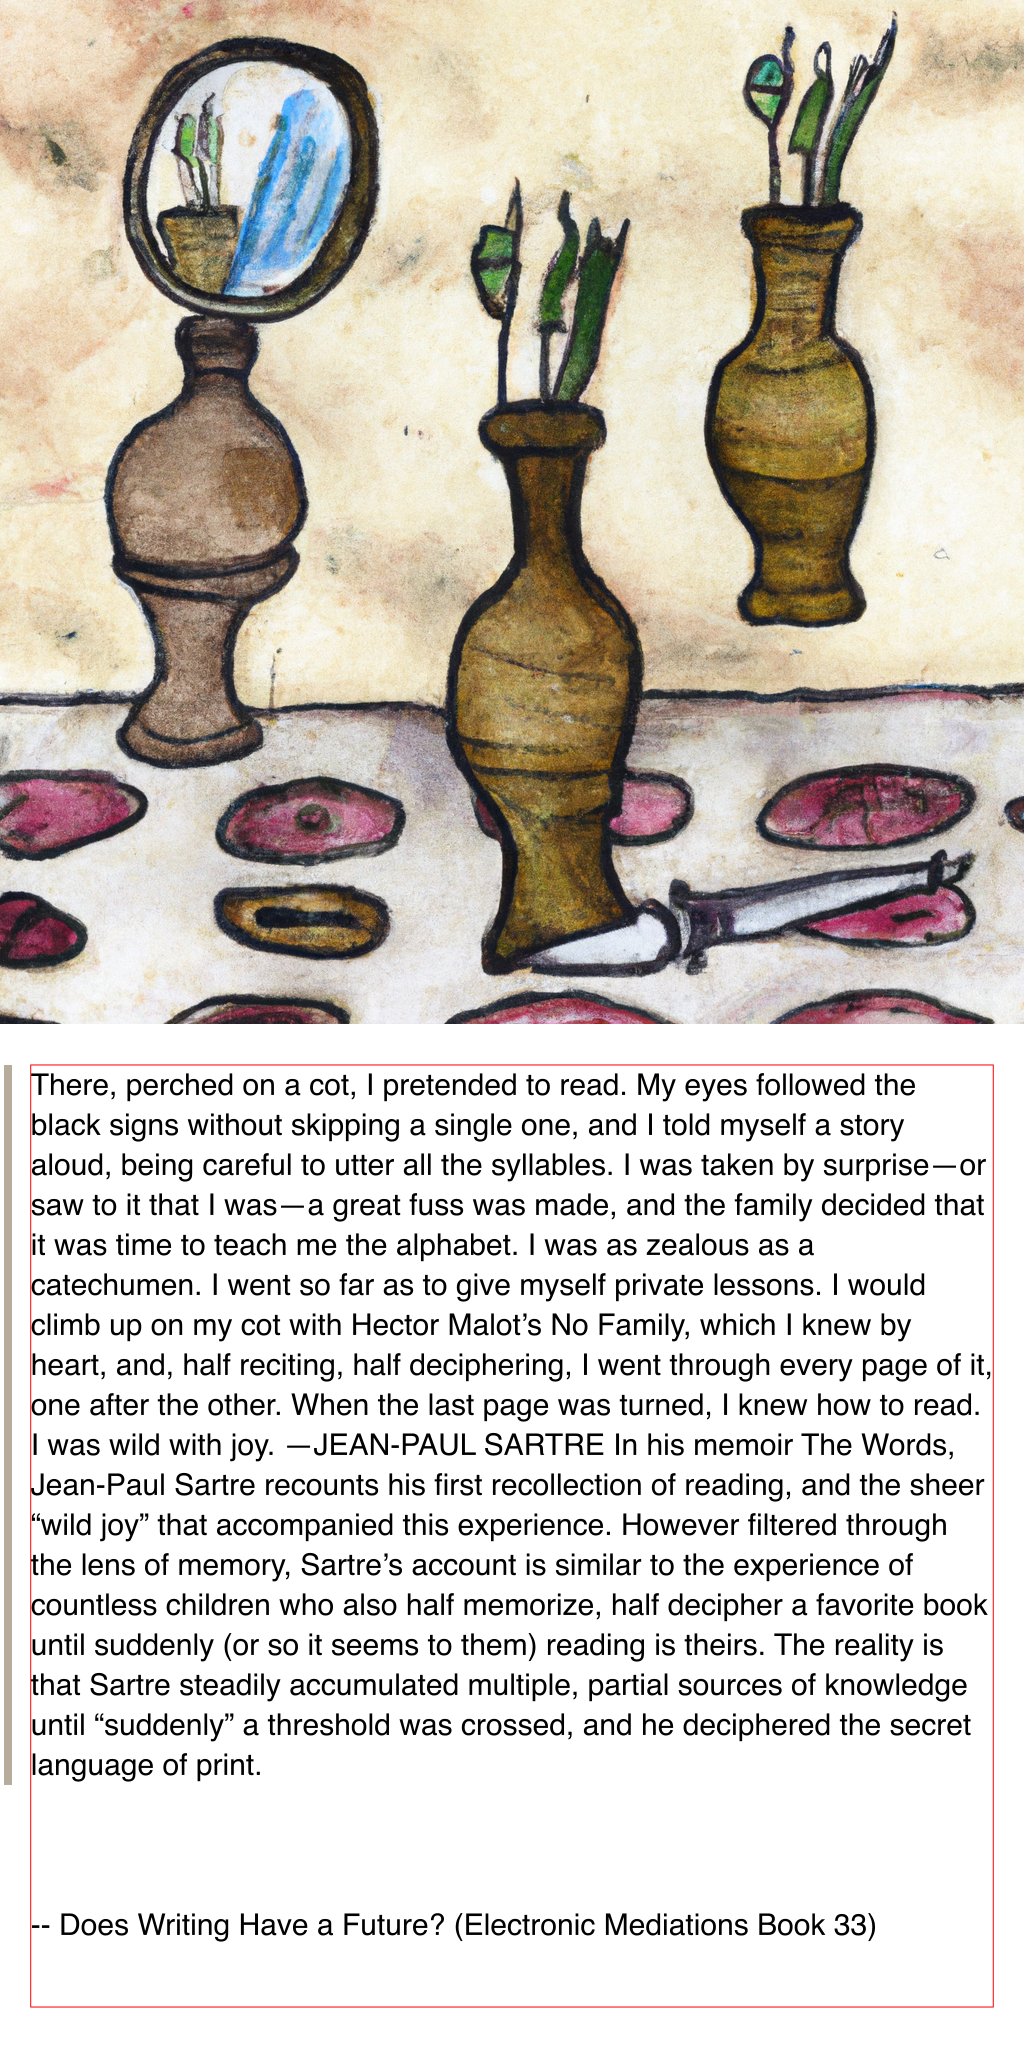 There, perched on a cot, I pretended to read. My eyes followed the
black signs without skipping a single one, and I told myself a story
aloud, being careful to utter all the syllables. I was taken by surprise—or
saw to it that I was—a great fuss was made, and the family decided that
it was time to teach me the alphabet. I was as zealous as a
catechumen. I went so far as to give myself private lessons. I would
climb up on my cot with Hector Malot’s No Family, which I knew by
heart, and, half reciting, half deciphering, I went through every page of it,
one after the other. When the last page was turned, I knew how to read.
I was wild with joy. —JEAN-PAUL SARTRE In his memoir The Words,
Jean-Paul Sartre recounts his first recollection of reading, and the sheer
“wild joy” that accompanied this experience. However filtered through
the lens of memory, Sartre’s account is similar to the experience of
countless children who also half memorize, half decipher a favorite book
until suddenly (or so it seems to them) reading is theirs. The reality is
that Sartre steadily accumulated multiple, partial sources of knowledge
until “suddenly” a threshold was crossed, and he deciphered the secret
language of print.
-- Does Writing Have a Future? (Electronic Mediations Book 33)